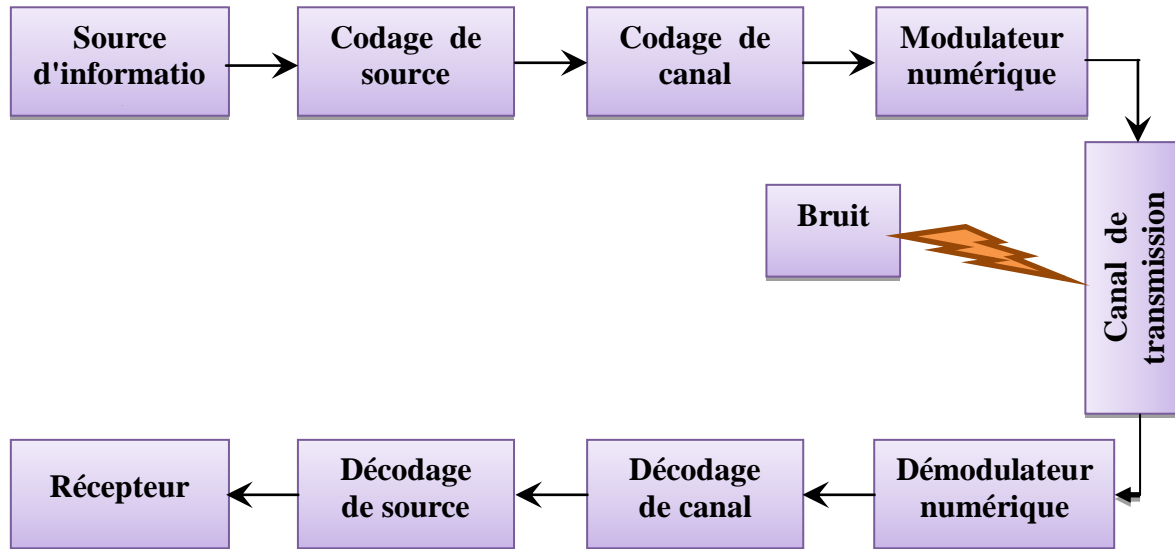 Source
d'informatio
Codage de
source
Codage de
canal
Modulateur
numérique
Bruit
Canal de
transmission
Récepteur
Décodage
de source
Décodage
de canal
Démodulateur
numérique